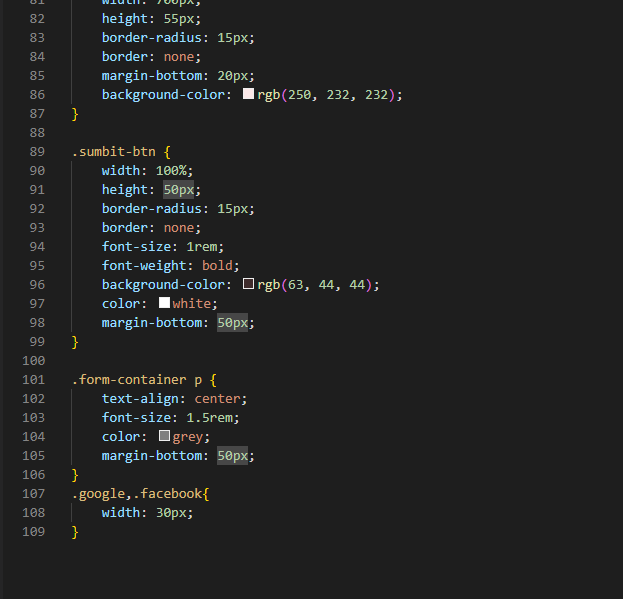 81 width: 700px;
82 height: 55px;
83 border-radius: 15px;
84 border: none;
85 margin-bottom: 20px;
86 background-color: rgb(250, 232, 232);
87 }
88
89 .sumbit-btn {
90 width: 100%;
91 height: 50px;
92 border-radius: 15px;
93 border: none;
94 font-size: 1rem;
95 font-weight: bold;
96 background-color: rgb(63, 44, 44);
97 color: white;
98 margin-bottom: 50px;
99 }
100
101 .form-container p {
102 text-align: center;
103 font-size: 1.5rem;
104 color: grey;
105 margin-bottom: 50px;
106 }
107 .google,.facebook{
108 width: 30px;
109 }